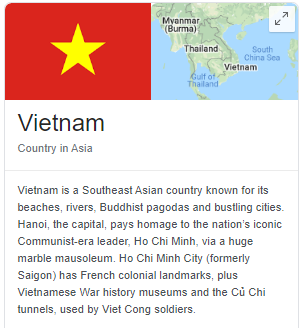 Myanmar
(Burma)
Thailand
South
China Sea
Vietnam
Gulf of
Thailand
Vietnam
Country in Asia
Vietnam is a Southeast Asian country known for its
beaches, rivers, Buddhist pagodas and bustling cities.
Hanoi, the capital, pays homage to the nation's iconic
Communist-era leader, Ho Chi Minh, via a huge
marble mausoleum. Ho Chi Minh City (formerly
Saigon) has French colonial landmarks, plus
Vietnamese War history museums and the Củ Chi
tunnels, used by Viet Cong soldiers.